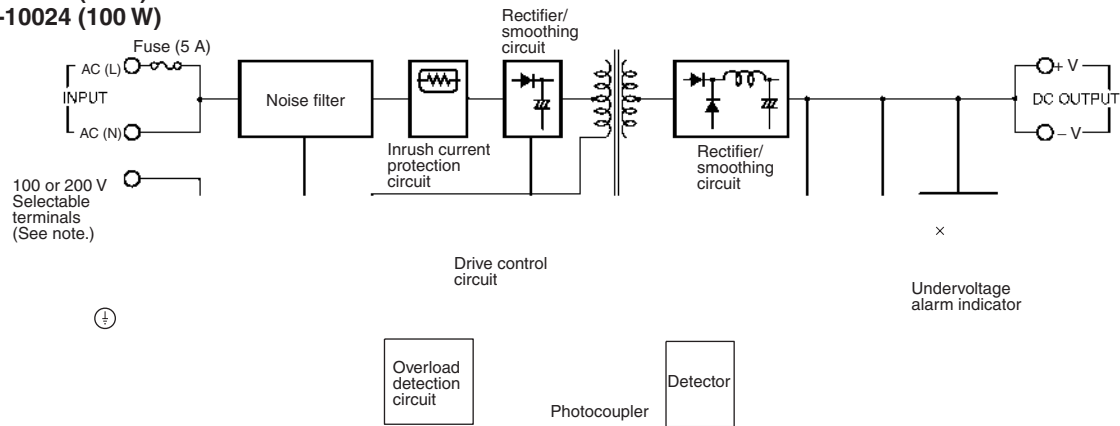 -10024 (100 W)
Rectifier/
smoothing
circuit
Fuse (5 A)
AC (L)
INPUT
AC (N)
Noise filter
+ V
DC OUTPUT
– V
Inrush current
protection
circuit
Rectifier/
smoothing
circuit
100 or 200 V
Selectable
terminals
(See note.)
Drive control
circuit
Undervoltage
alarm indicator
Overload
detection
circuit
Detector
Photocoupler